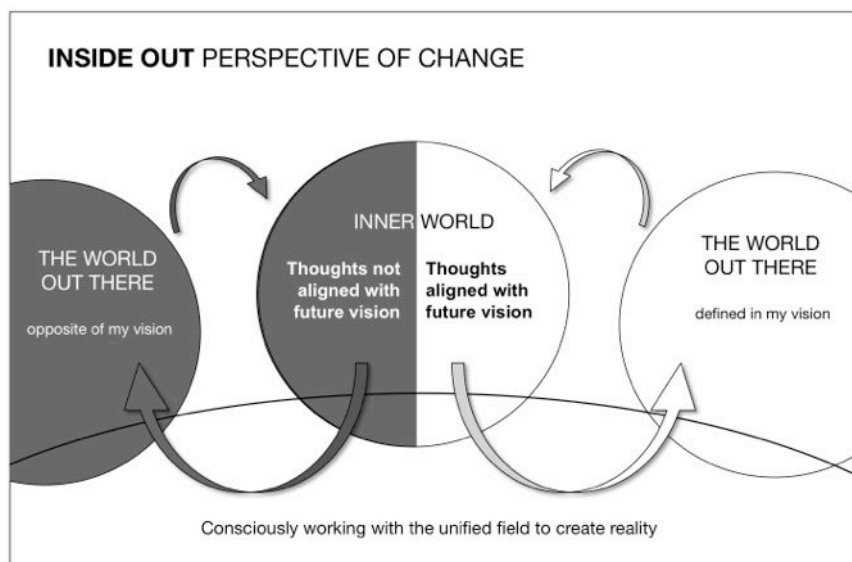 INSIDE OUT PERSPECTIVE OF CHANGE
THE WORLD
OUT THERE
opposite of my vision
INNER WORLD
Thoughts not
aligned with
future vision
Thoughts
aligned with
future vision
THE WORLD
OUT THERE
defined in my vision
Consciously working with the unified field to create reality